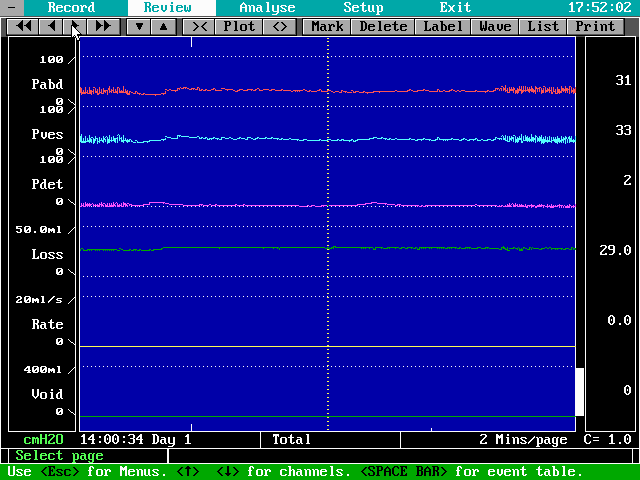 Record Review Analyse Setup Exit 17:52:02
>< Plot <> Mark Delete Label Wave List Print
100
Pabd 31
0
100
Pves 33
0
100
Pdet 2
0
50.0ml
Loss 29.0
0
20ml/s
Rate 0.0
0
400ml
Void 0
0
cmH2O 14:00:34 Day 1 Total 2 Mins/page C= 1.0
Select page
Use <Esc> for Menus. <↑> <↓> for channels. <SPACE BAR> for event table.